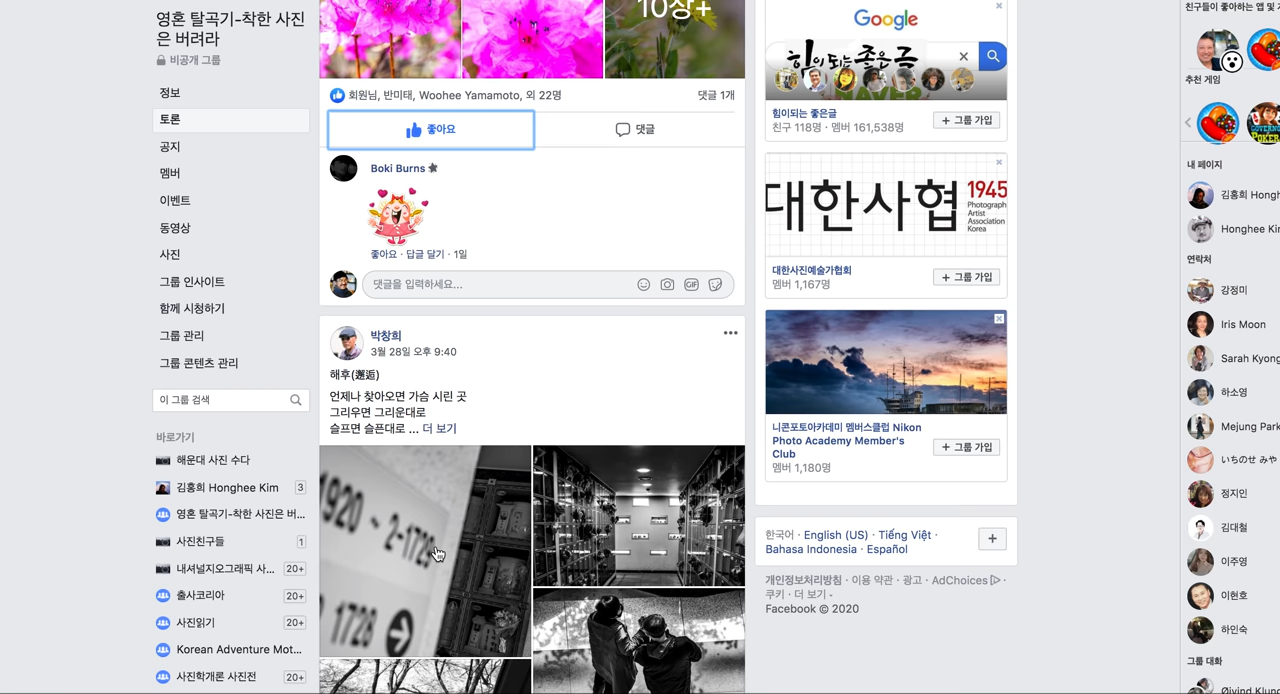 영혼 탈곡기-착한 사진
은 버려라
비공개 그룹
정보
토론
공지
멤버
이벤트
동영상
사진
그룹 인사이트
함께 시청하기
그룹 관리
그룹 콘텐츠 관리
이 그룹 검색
바로가기
해운대 사진 수다
김홍희 Honghee Kim 3
영혼 탈곡기-착한 사진은 버...
사진친구들 1
내셔널지오그래픽 사... 20+
출사코리아 20+
사진읽기 20+
Korean Adventure Mot...
사진학개론 사진전 20+
10장+
회원님, 반미태, Woohee Yamamoto, 외 22명
댓글 1개
좋아요
댓글
Boki Burns
좋아요 · 답글 달기 · 1일
댓글을 입력하세요...
GIF
박창희
3월 28일 오후 9:40
해후(邂逅)
언제나 찾아오면 가슴 시린 곳
그리우면 그리운대로
슬프면 슬픈대로 ... 더 보기
1920 ~ 2-1729
1728
Google
힘이 되는 좋은 글
NAVER
힘이되는 좋은글
친구 118명 · 멤버 161,538명
+ 그룹 가입
대한사협
1945
Photograph
Artist
Association
Korea
대한사진예술가협회
멤버 1,167명
+ 그룹 가입
니콘포토아카데미 멤버스클럽 Nikon
Photo Academy Member's
Club
멤버 1,180명
+ 그룹 가입
한국어 · English (US) · Tiếng Việt ·
Bahasa Indonesia · Español
+
개인정보처리방침 · 이용 약관 · 광고 · AdChoices ·
쿠키 · 더 보기
Facebook © 2020
친구들이 좋아하는 앱 및
추천 게임
GOVERNOR
POKER
내 페이지
김홍희 Hongh
Honghee Kim
연락처
강정미
Iris Moon
Sarah Kyong
하소영
Mejung Park
いちのせ みや
정지인
김대철
이주영
이현호
하인숙
그룹 대화
Øivind Klung